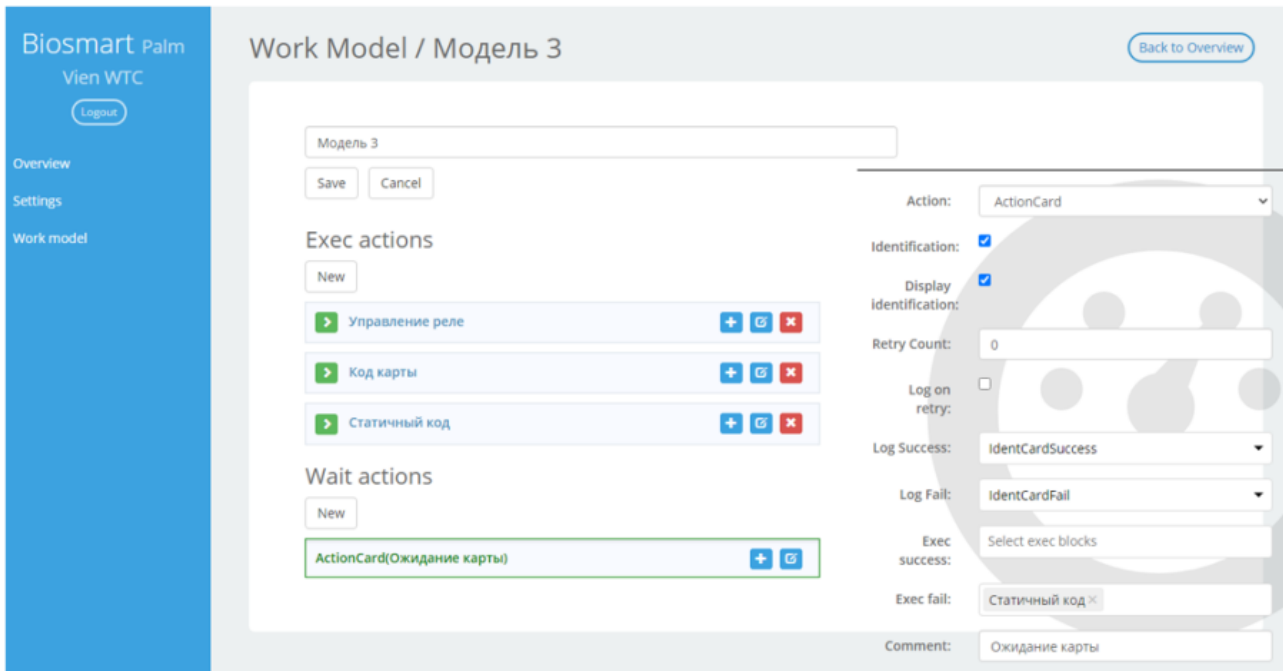 Biosmart Palm
Vien WTC
Logout
Overview
Settings
Work model
Work Model / Модель 3
Back to Overview
Модель 3
Save Cancel
Exec actions
New
Управление реле
Код карты
Статичный код
Wait actions
New
ActionCard(Ожидание карты)
Action: ActionCard
Identification:
Display
identification:
Retry Count: 0
Log on
retry:
Log Success: IdentCardSuccess
Log Fail: IdentCardFail
Exec
success: Select exec blocks
Exec fail: Статичный код ×
Comment: Ожидание карты